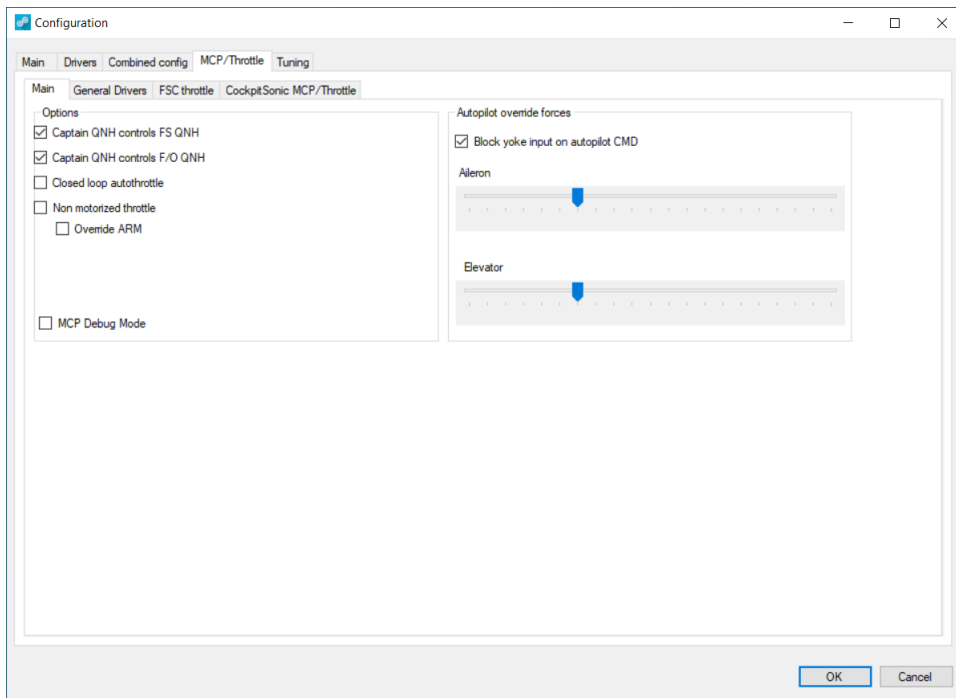 Configuration
Main Drivers Combined config MCP/Throttle Tuning
Main General Drivers FSC throttle CockpitSonic MCP/Throttle
Options
Captain QNH controls FS QNH
Captain QNH controls F/O QNH
Closed loop autothrottle
Non motorized throttle
Override ARM
MCP Debug Mode
Autopilot override forces
Block yoke input on autopilot CMD
Aileron
Elevator
OK Cancel